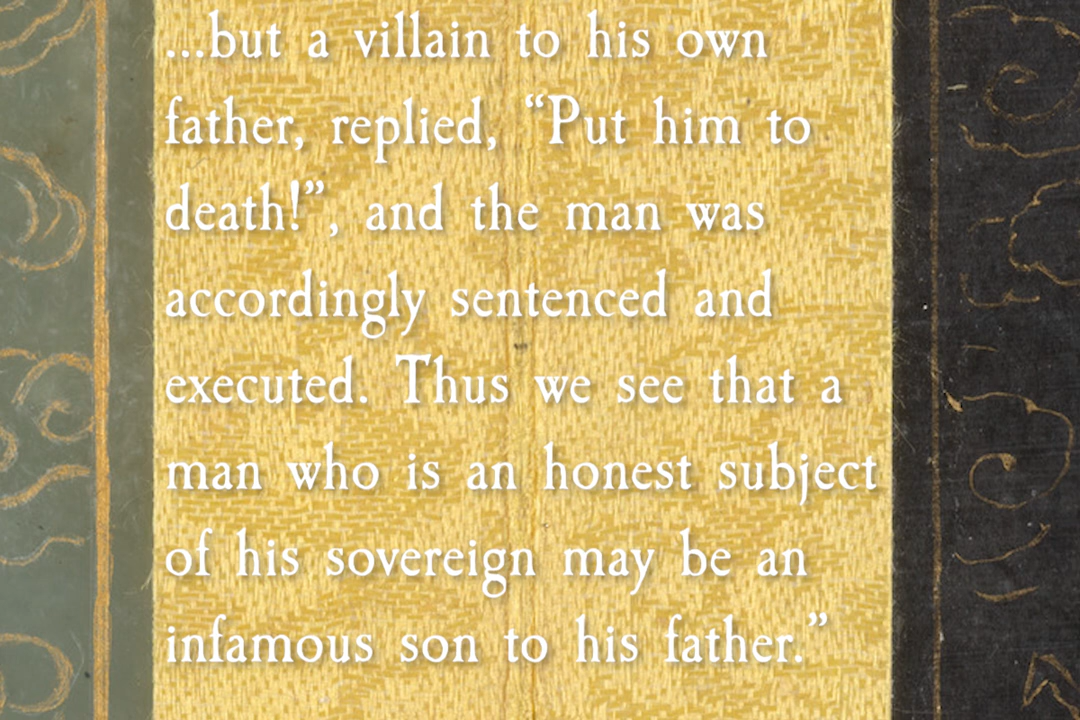 ...but a villain to his own
father, replied, “Put him to
death!”, and the man was
accordingly sentenced and
executed. Thus we see that a
man who is an honest subject
of his sovereign may be an
infamous son to his father.”